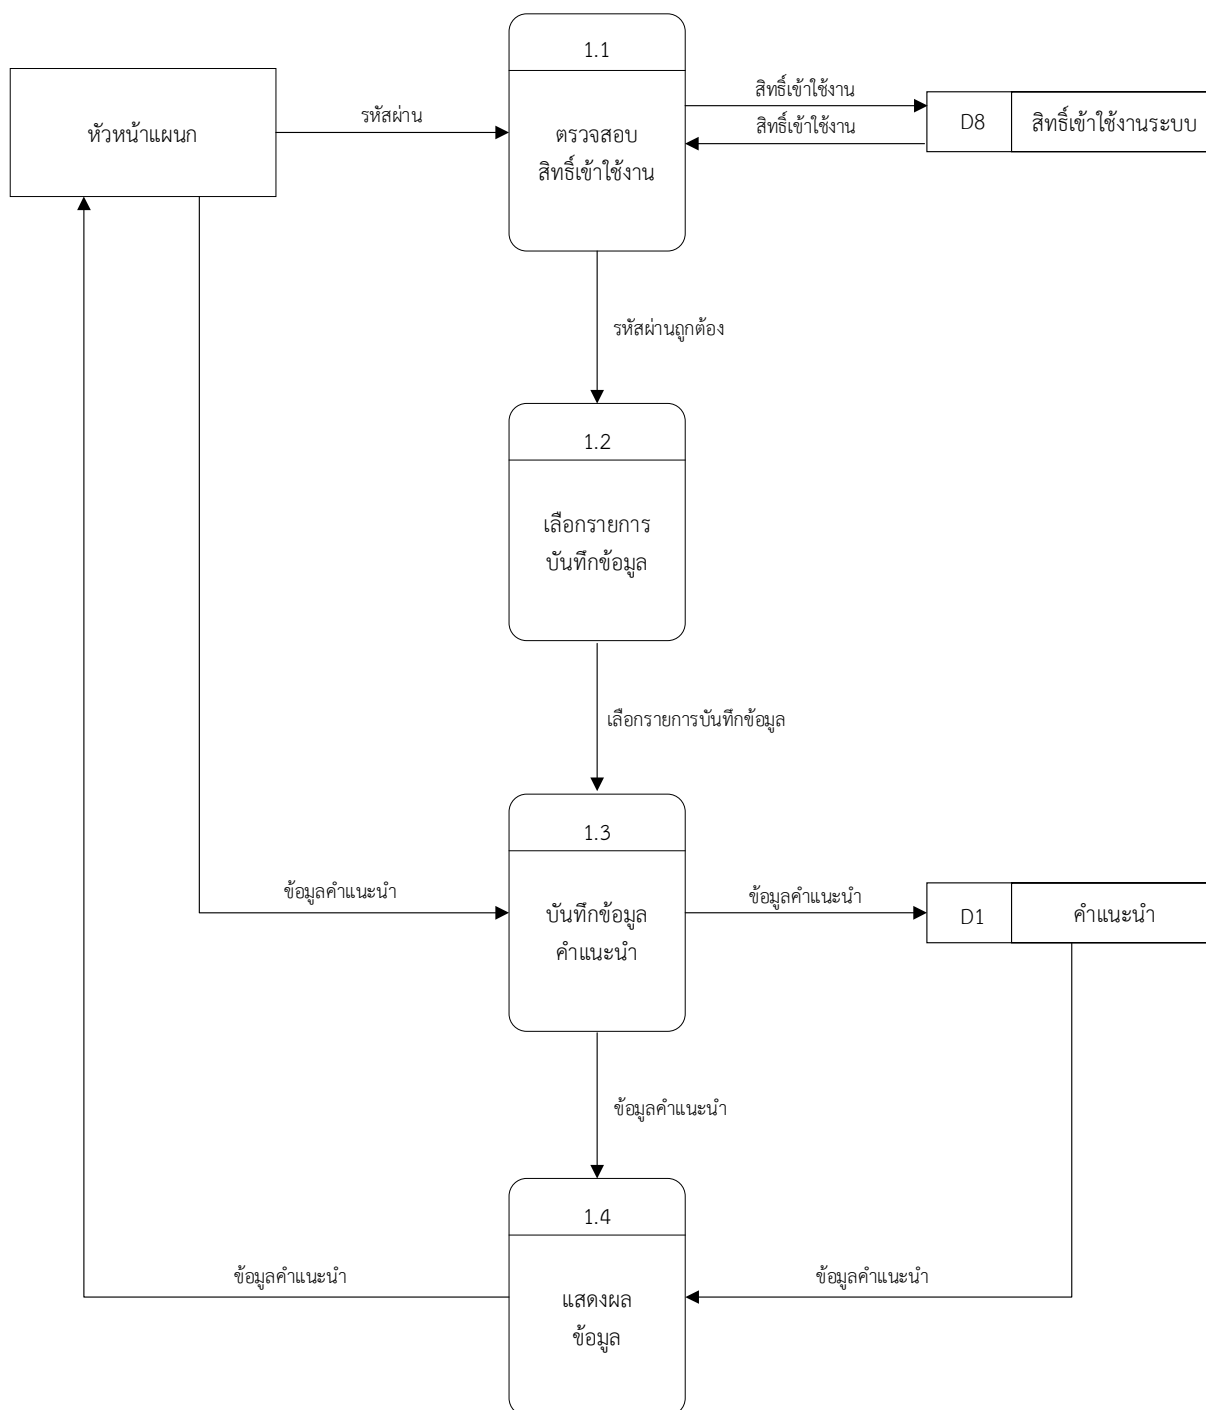 1.1
สิทธิ์เข้าใช้งาน
หัวหน้าแผนก
รหัสผ่าน
ตรวจสอบ
สิทธิ์เข้าใช้งาน
สิทธิ์เข้าใช้งาน
D8
สิทธิ์เข้าใช้งานระบบ
รหัสผ่านถูกต้อง
1.2
เลือกรายการ
บันทึกข้อมูล
เลือกรายการบันทึกข้อมูล
1.3
ข้อมูลคำแนะนำ
บันทึกข้อมูล
คำแนะนำ
ข้อมูลคำแนะนำ
D1
คำแนะนำ
ข้อมูลคำแนะนำ
1.4
ข้อมูลคำแนะนำ
แสดงผล
ข้อมูล
ข้อมูลคำแนะนำ